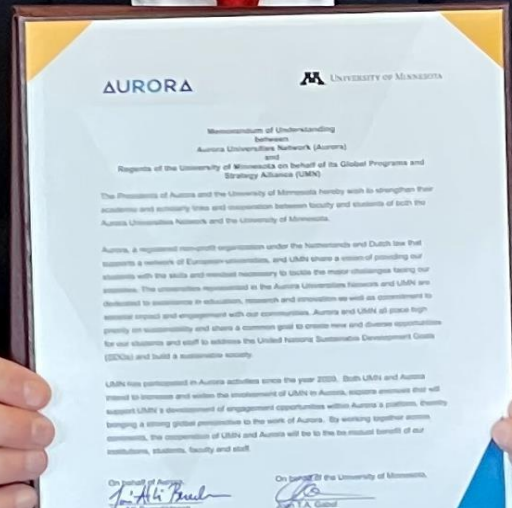 AURORA
M UNIVERSITY OF MINNESOTA
Memorandum of Understanding
between
Aurora Universities Network (Aurora)
and
Regents of the University of Minnesota on behalf of its Global Programs and
Strategy Alliance (UMN)
The Presidents of Aurora and the University of Minnesota hereby wish to strengthen their
academic and scholarly links and cooperation between faculty and students of both the
Aurora Universities Network and the University of Minnesota.
Aurora, a registered non-profit organization under the Netherlands and Dutch law that
supports a network of European universities, and UMN share a vision of providing our
students with the skills and mindset necessary to tackle the major challenges facing our
societies. The universities represented in the Aurora Universities Network and UMN are
dedicated to excellence in education, research and innovation as well as commitment to
societal impact and engagement with our communities. Aurora and UMN all place high
priority on sustainability and share a common goal to create new and diverse opportunities
for our students and staff to address the United Nations Sustainable Development Goals
(SDGs) and build a sustainable society.
UMN has participated in Aurora activities since the year 2020. Both UMN and Aurora
intend to increase and widen the involvement of UMN in Aurora, explore avenues that will
support UMN's development of engagement opportunities within Aurora's platform, thereby
bringing a strong global perspective to the work of Aurora. By working together across
continents, the cooperation of UMN and Aurora will be to the be mutual benefit of our
institutions, students, faculty and staff.
On behalf of Aurora,
On behalf of the University of Minnesota,
T.A. Gabel